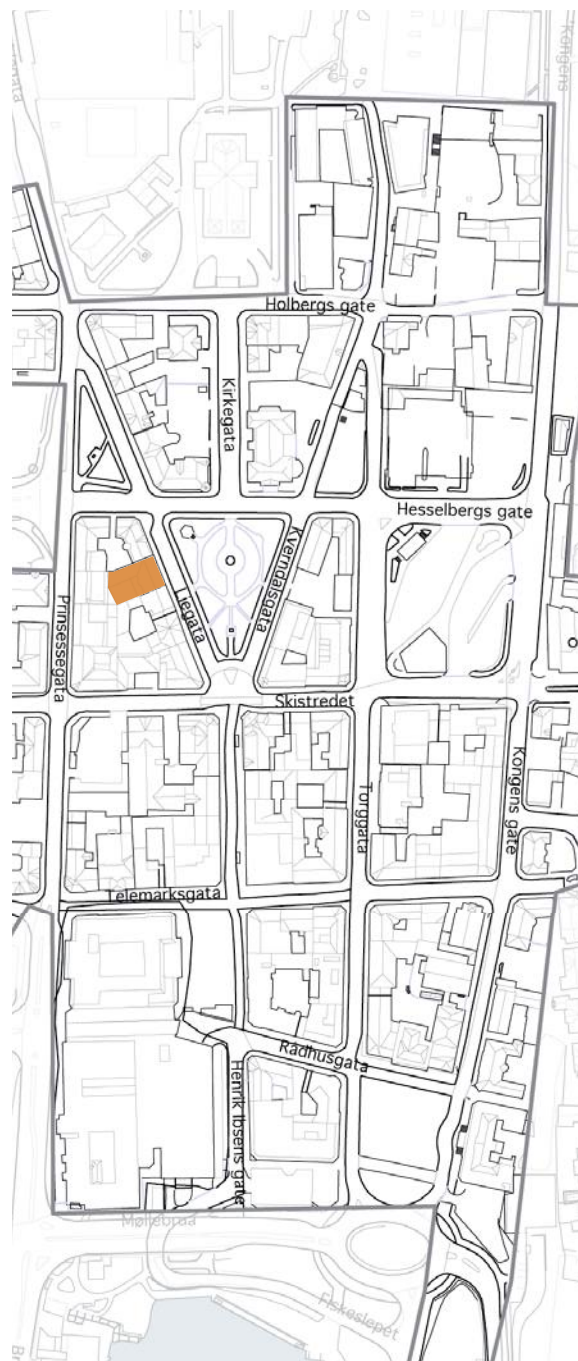 Kongens
Holbergs gate
Kirkegata
Hesselbergs gate
Kverndalsgata
Liegata
Prinsessegata
Skistredet
Torggata
Kongens gate
Telemarksgata
Rådhusgata
Henrik Ibsens gate
Møllebrua
Fiskeslepet